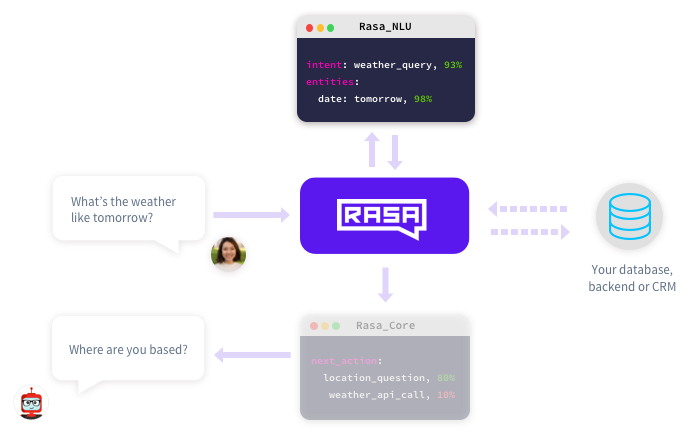 Rasa_NLU
intent: weather_query, 93%
entities:
date: tomorrow, 98%
What's the weather
like tomorrow?
RASA
Your database,
backend or CRM
Rasa_Core
next_action:
location_question, 80%
weather_api_call, 10%
Where are you based?